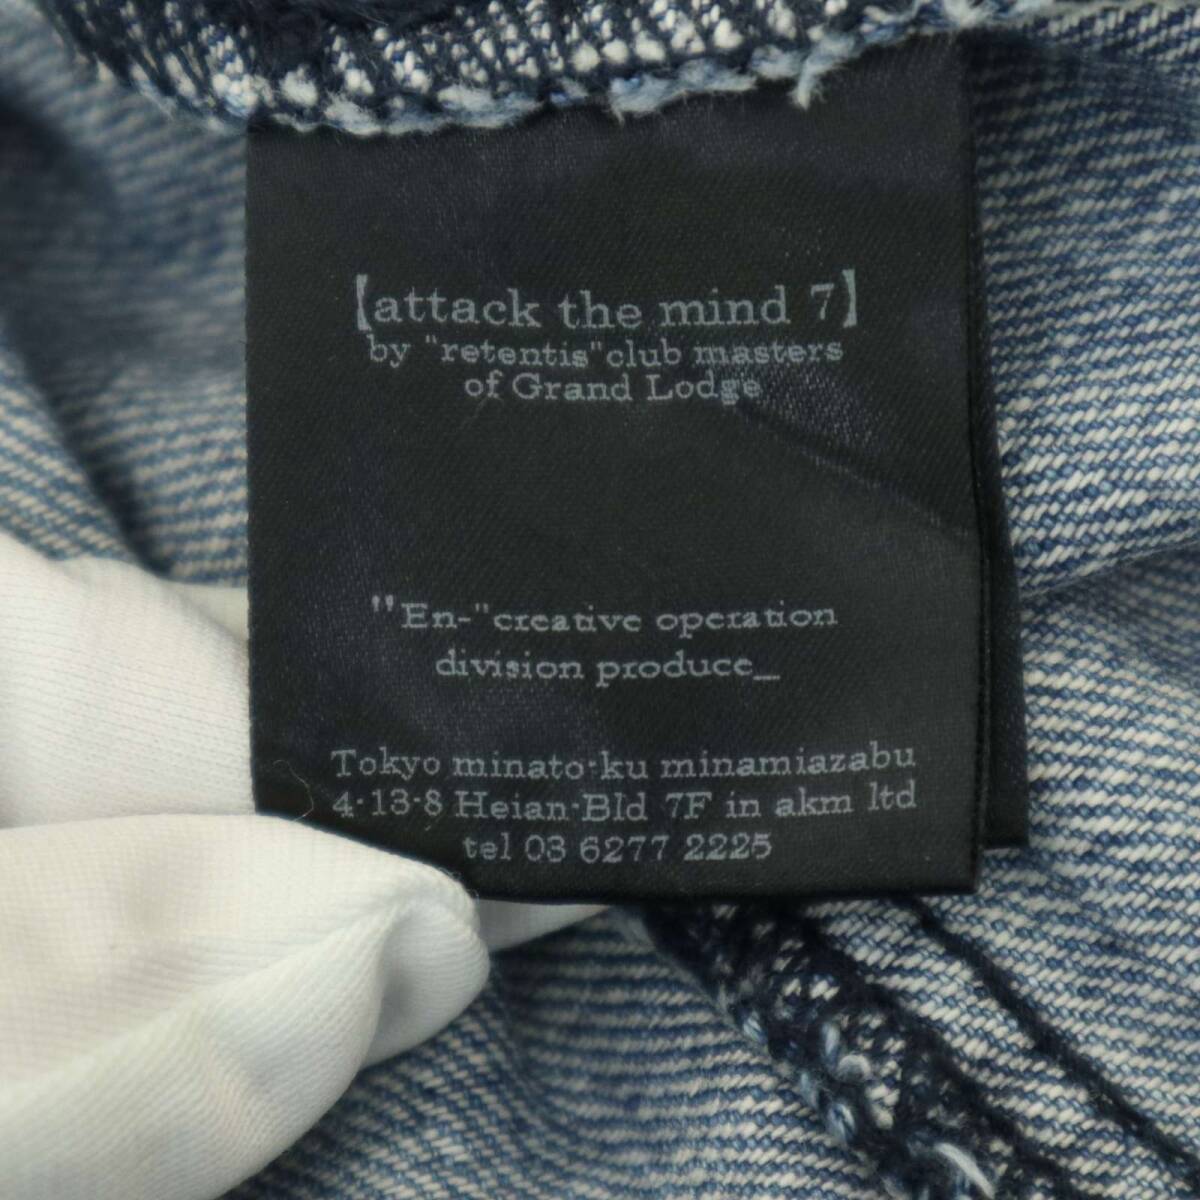 【attack the mind 7】
by "retentis"club masters
of Grand Lodge
"En-"creative operation
division produce_
Tokyo minato-ku minamiazabu
4-13-8 Heian-Bld 7F in akm ltd
tel 03 6277 2225